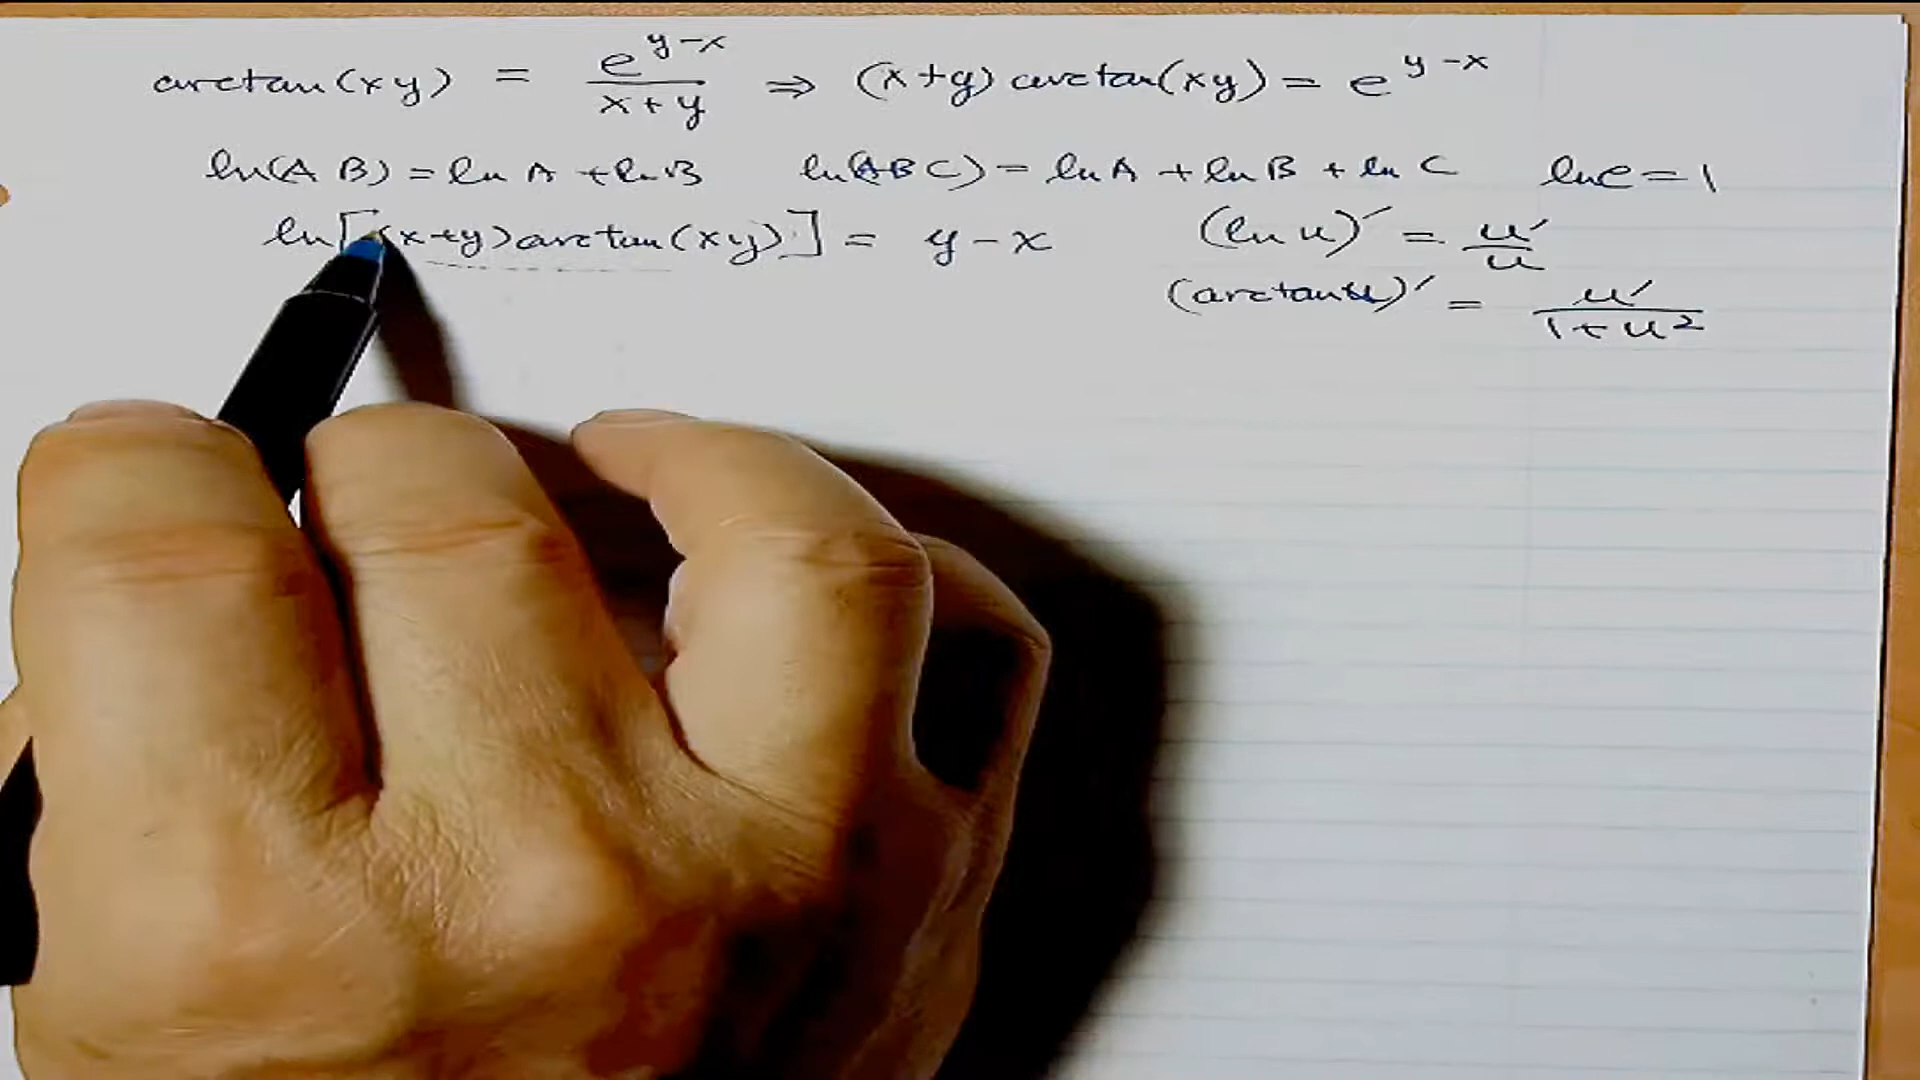 arctan(xy) = e^{y-x} / (x+y) ⇒ (x+y) arctan(xy) = e^{y-x}
ln(AB) = ln A + ln B ln(ABC) = ln A + ln B + ln C ln e = 1
ln[(x+y) arctan(xy)] = y - x (ln u)' = u'/u
(arctan u)' = u' / (1+u²)